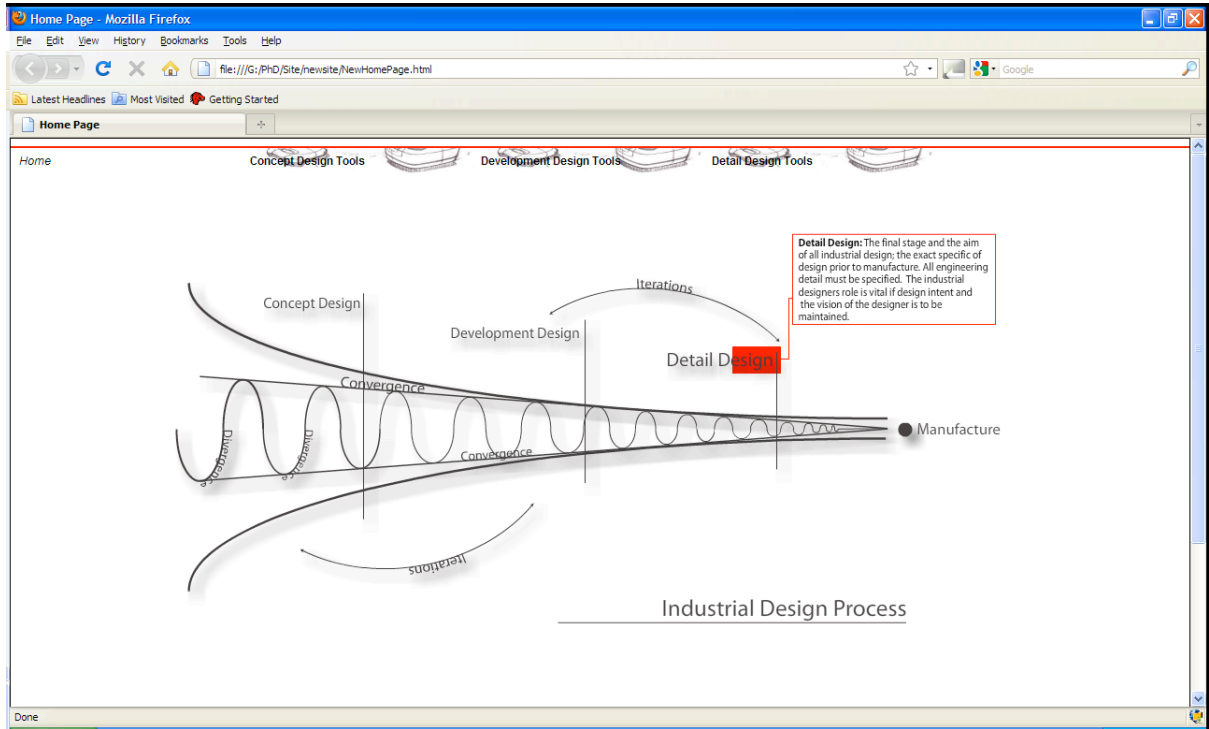 Home Page - Mozilla Firefox
File Edit View History Bookmarks Tools Help
file:///G:/PhD/Site/newsite/NewHomePage.html
Google
Latest Headlines Most Visited Getting Started
Home Page
Home Concept Design Tools Development Design Tools Detail Design Tools
Detail Design: The final stage and the aim
of all industrial design; the exact specific of
design prior to manufacture. All engineering
detail must be specified. The industrial
designers role is vital if design intent and
the vision of the designer is to be
maintained.
Iterations
Concept Design
Development Design
Detail Design
Convergence
Manufacture
Divergence
Divergence
Convergence
Iterations
Industrial Design Process
Done